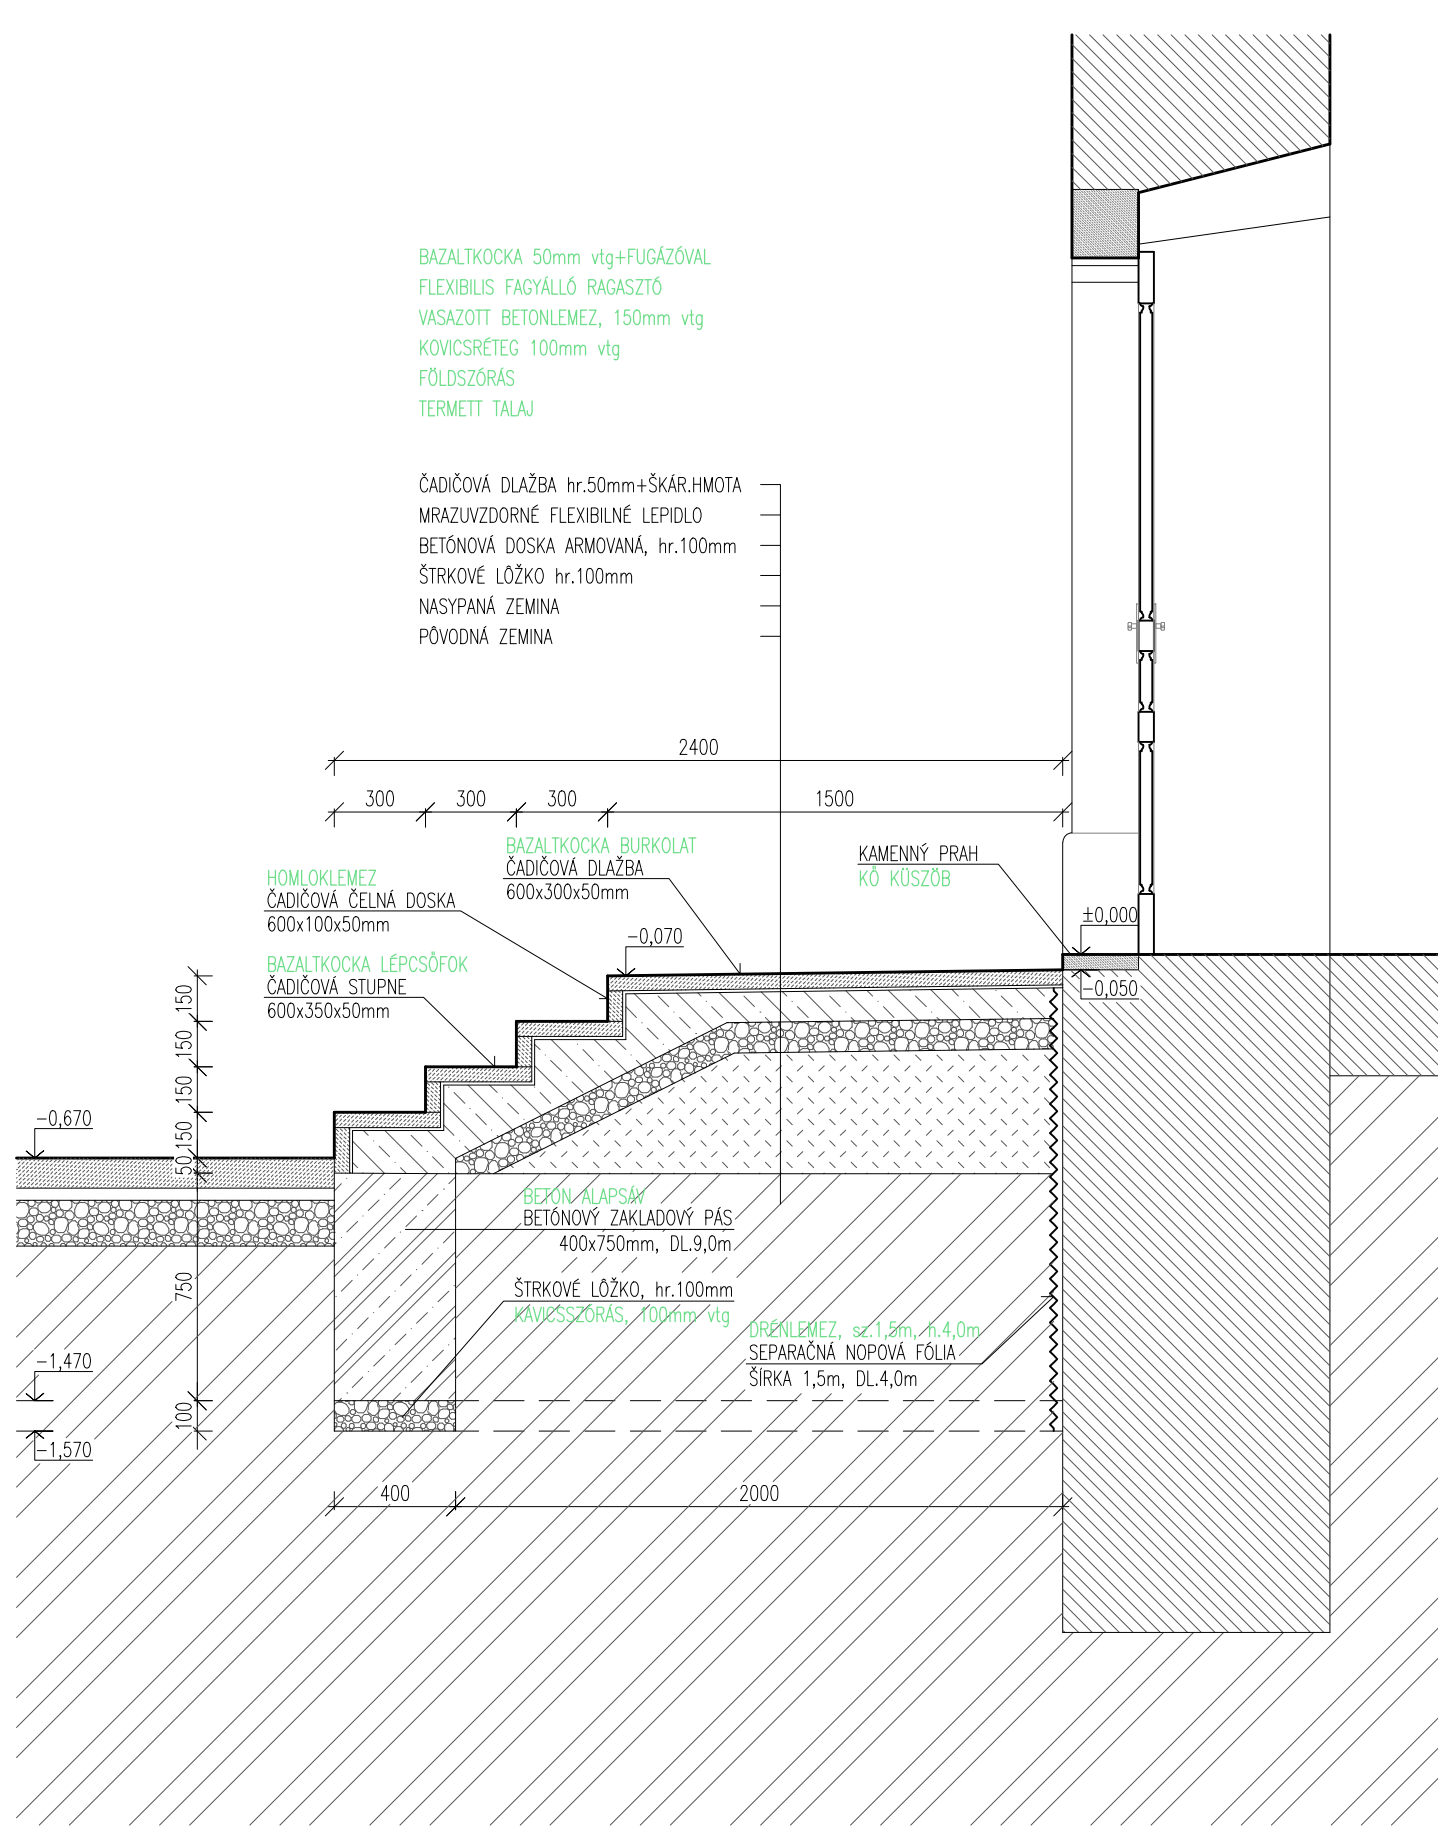 BAZALTKOCKA 50mm vtg+FUGÁZÓVAL
FLEXIBILIS FAGYÁLLÓ RAGASZTÓ
VASAZOTT BETONLEMEZ, 150mm vtg
KOVICSRÉTEG 100mm vtg
FÖLDSZÓRÁS
TERMETT TALAJ
ČADIČOVÁ DLAŽBA hr.50mm+ŠKÁR.HMOTA
MRAZUVZDORNÉ FLEXIBILNÉ LEPIDLO
BETÓNOVÁ DOSKA ARMOVANÁ, hr.100mm
ŠTRKOVÉ LÔŽKO hr.100mm
NASYPANÁ ZEMINA
PÔVODNÁ ZEMINA
2400
300
300
300
1500
BAZALTKOCKA BURKOLAT
ČADIČOVÁ DLAŽBA
600x300x50mm
KAMENNÝ PRAH
KŐ KÜSZÖB
HOMLOKLEMEZ
ČADIČOVÁ ČELNÁ DOSKA
600x100x50mm
BAZALTKOCKA LÉPCSŐFOK
ČADIČOVÁ STUPNE
600x350x50mm
±0,000
-0,070
-0,050
150
150
150
150
50
-0,670
BETON ALAPSÁV
BETÓNOVÝ ZAKLADOVÝ PÁS
400x750mm, DL.9,0m
750
ŠTRKOVÉ LÔŽKO, hr.100mm
KAVICSSZÓRÁS, 100mm vtg
DRÉNLEMEZ, sz.1,5m, h.4,0m
SEPARAČNÁ NOPOVÁ FÓLIA
ŠÍRKA 1,5m, DL.4,0m
-1,470
100
-1,570
400
2000